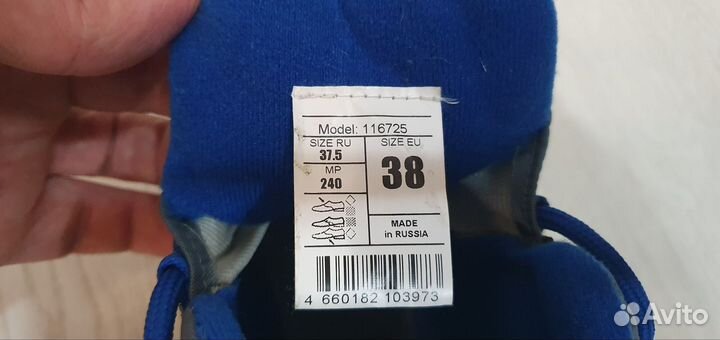 Model: 116725
SIZE RU
37.5
MP
240
SIZE EU
38
MADE
in RUSSIA
4 660182 103973
Avito